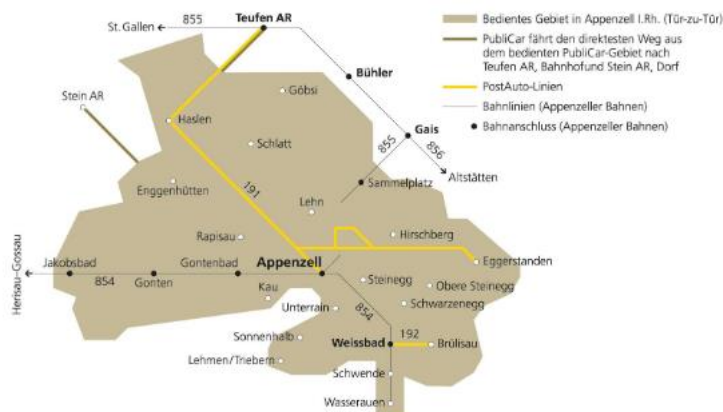 855
Teufen AR
St. Gallen
Bühler
Göbsi
Stein AR
Haslen
Gais
Schlatt
855
856
Altstätten
Sammelplatz
Enggenhütten
191
Lehn
Rapisau
Hirschberg
Eggerstanden
Jakobsbad
Gontenbad
Appenzell
854
Gonten
Herisau–Gossau
Kau
Steinegg
Obere Steinegg
Schwarzenegg
Unterrain
854
Sonnenhalb
Weissbad
192
Brülisau
Lehmen/Triebern
Schwende
Wasserauen
Bedientes Gebiet in Appenzell I.Rh. (Tür-zu-Tür)
PubliCar fährt den direktesten Weg aus
dem bedienten PubliCar-Gebiet nach
Teufen AR, Bahnhofund Stein AR, Dorf
PostAuto-Linien
Bahnlinien (Appenzeller Bahnen)
Bahnanschluss (Appenzeller Bahnen)